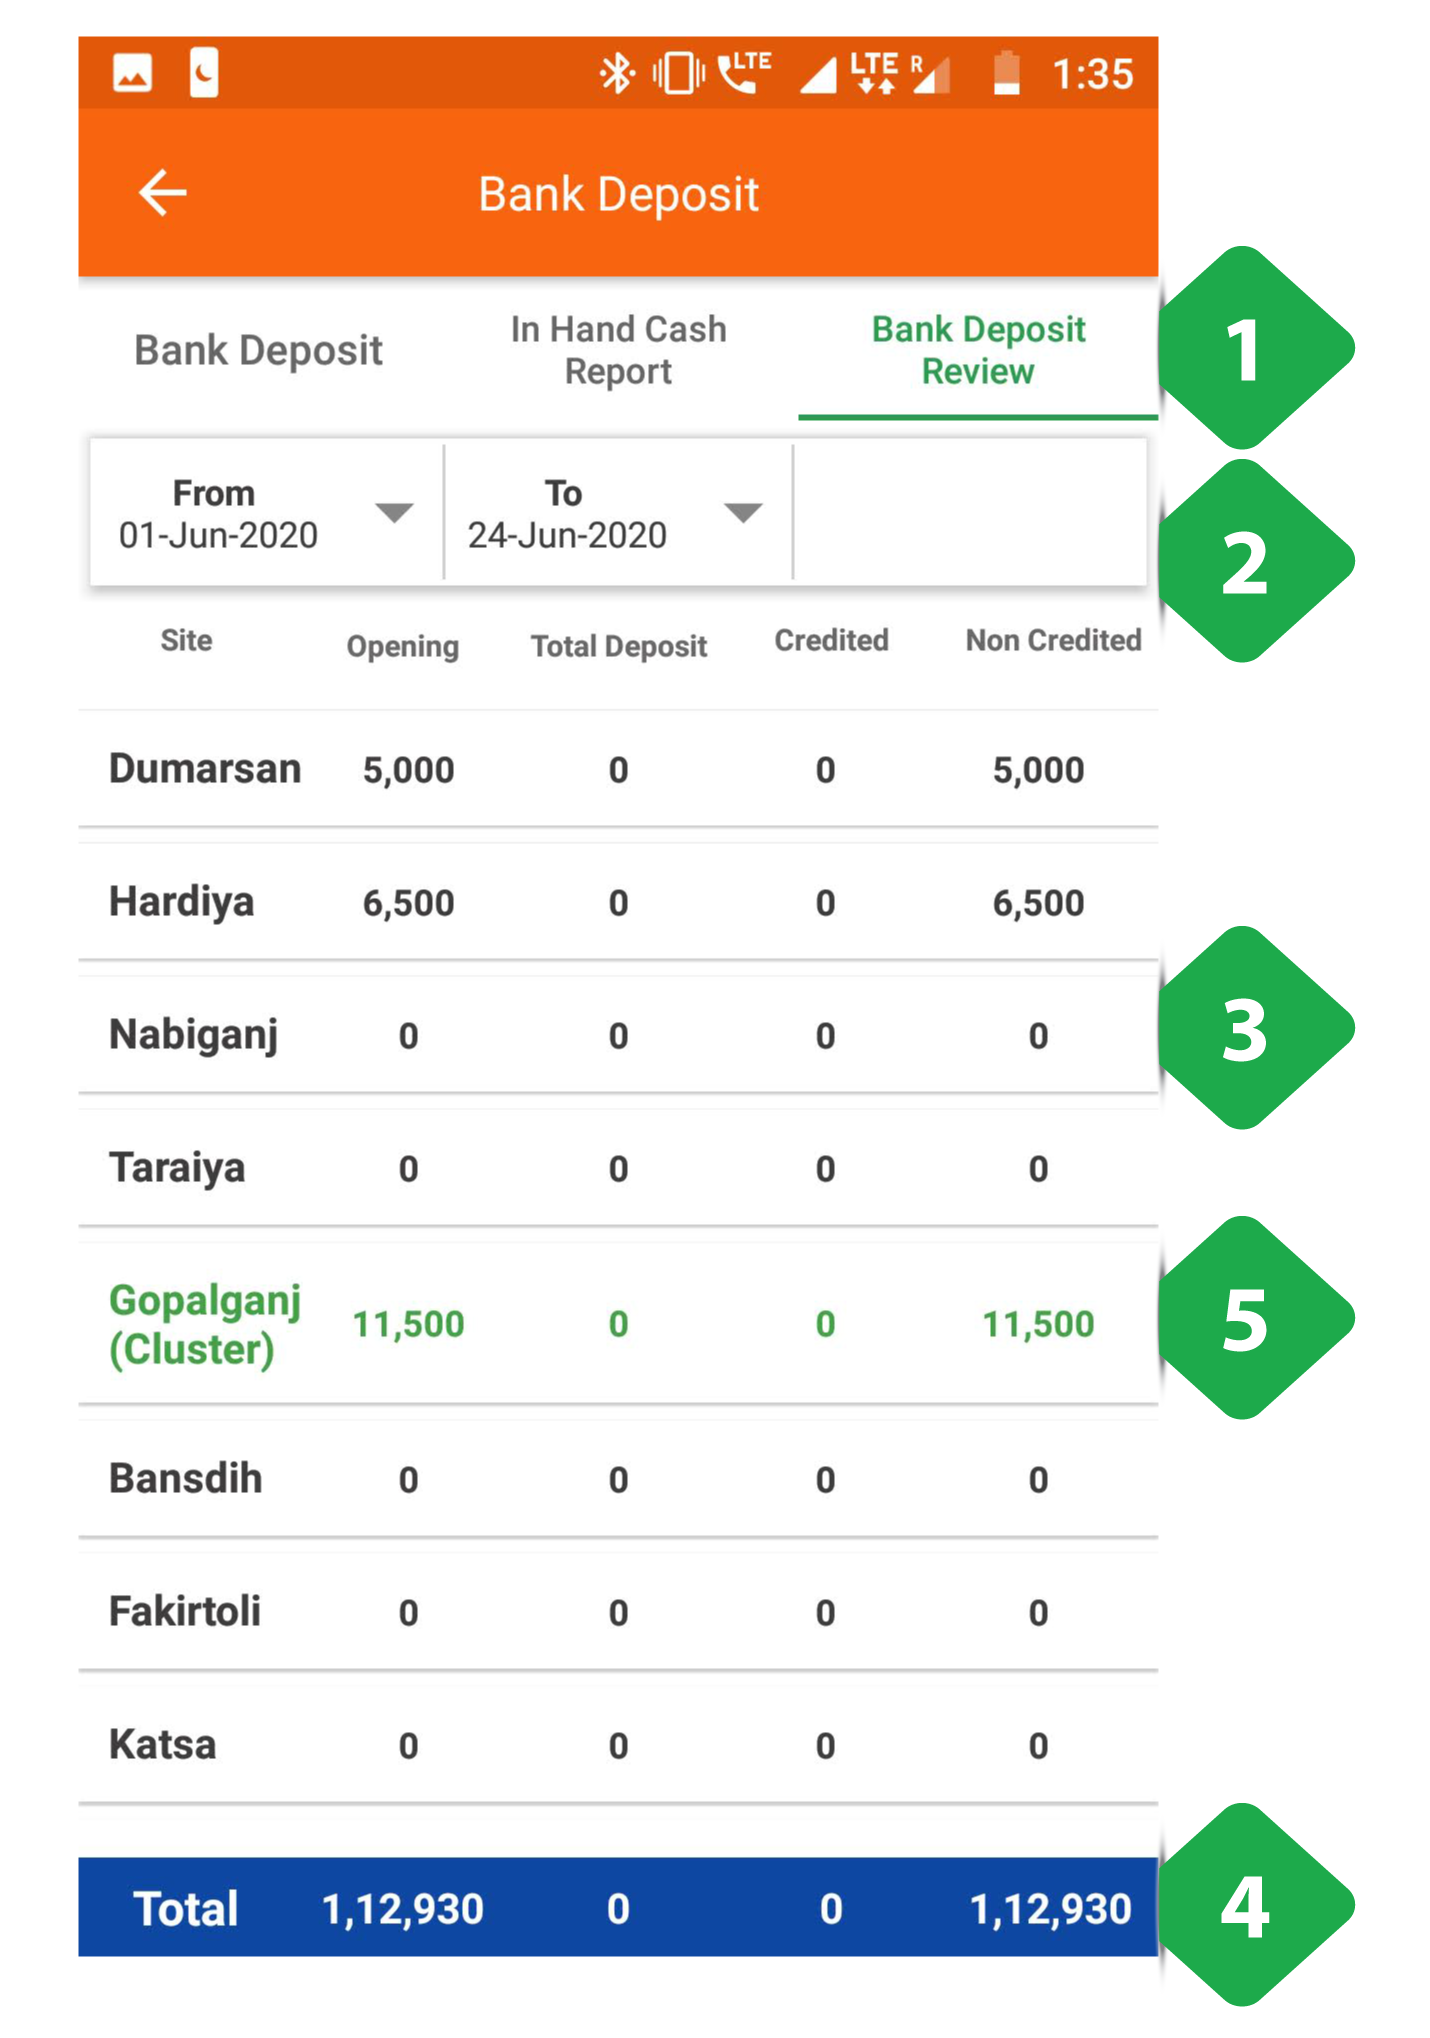 LTE LTE R 1:35
Bank Deposit
Bank Deposit In Hand Cash Report Bank Deposit Review
1
From To
01-Jun-2020 24-Jun-2020
2
Site Opening Total Deposit Credited Non Credited
Dumarsan 5,000 0 0 5,000
Hardiya 6,500 0 0 6,500
Nabiganj 0 0 0 0
3
Taraiya 0 0 0 0
Gopalganj (Cluster) 11,500 0 0 11,500
5
Bansdih 0 0 0 0
Fakirtoli 0 0 0 0
Katsa 0 0 0 0
Total 1,12,930 0 0 1,12,930
4